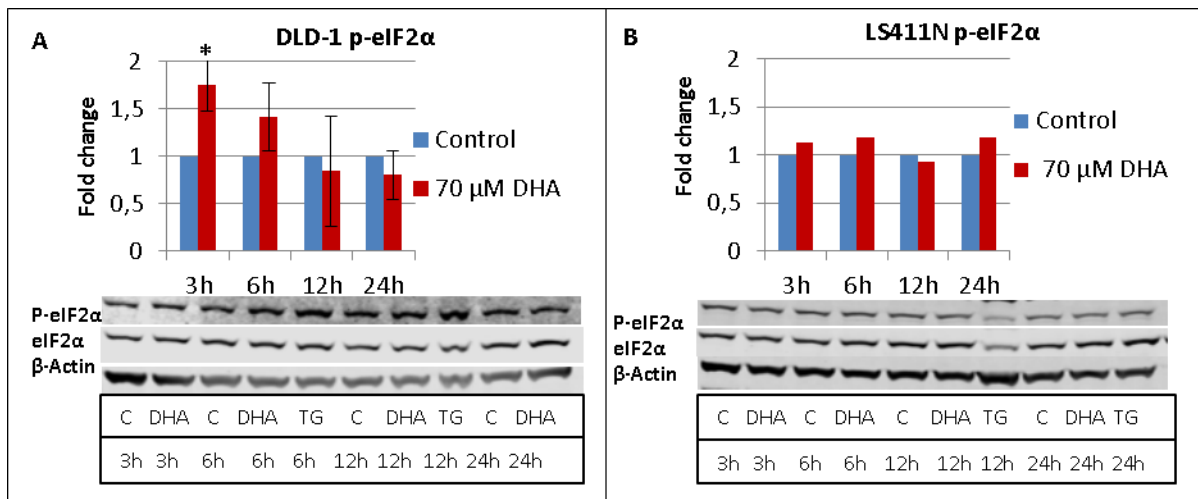 A
DLD-1 p-eIF2α
*
Fold change
2
1,5
1
0,5
0
Control
70 µM DHA
3h 6h 12h 24h
P-eIF2α
eIF2α
β-Actin
C DHA C DHA TG C DHA TG C DHA
3h 3h 6h 6h 6h 12h 12h 12h 24h 24h
B
LS411N p-eIF2α
Fold change
2
1,5
1
0,5
0
Control
70 µM DHA
3h 6h 12h 24h
P-eIF2α
eIF2α
β-Actin
C DHA C DHA C DHA TG C DHA TG
3h 3h 6h 6h 12h 12h 12h 24h 24h 24h